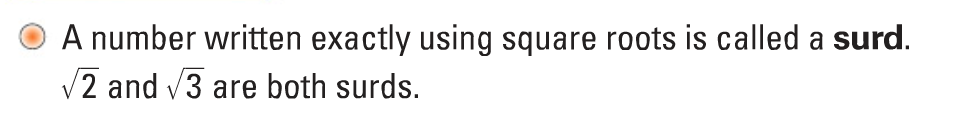 A number written exactly using square roots is called a surd.
√2 and √3 are both surds.